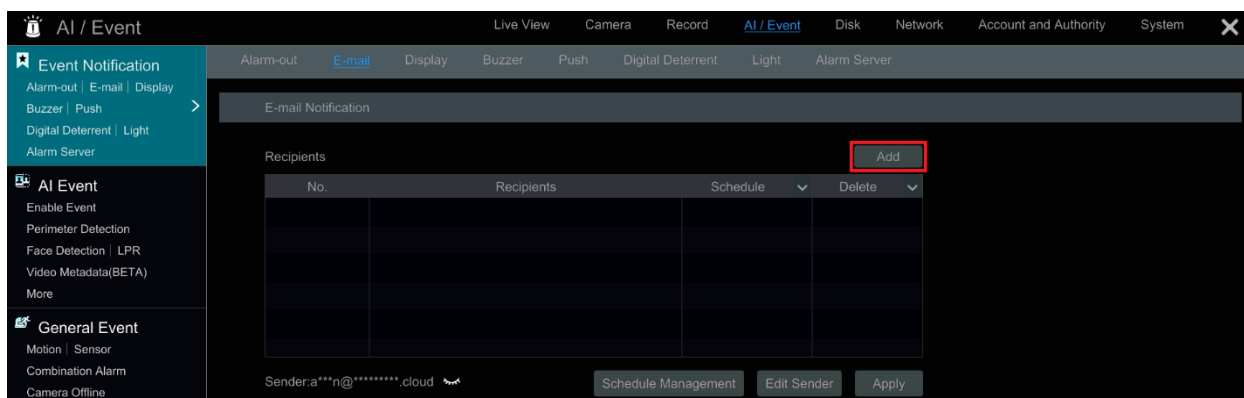 AI / Event
Live View Camera Record AI / Event Disk Network Account and Authority System
Event Notification
Alarm-out | E-mail | Display
Buzzer | Push
Digital Deterrent | Light
Alarm Server
AI Event
Enable Event
Perimeter Detection
Face Detection | LPR
Video Metadata(BETA)
More
General Event
Motion | Sensor
Combination Alarm
Camera Offline
Alarm-out E-mail Display Buzzer Push Digital Deterrent Light Alarm Server
E-mail Notification
Recipients Add
No. Recipients Schedule Delete
Sender:a***n@*********.cloud Schedule Management Edit Sender Apply